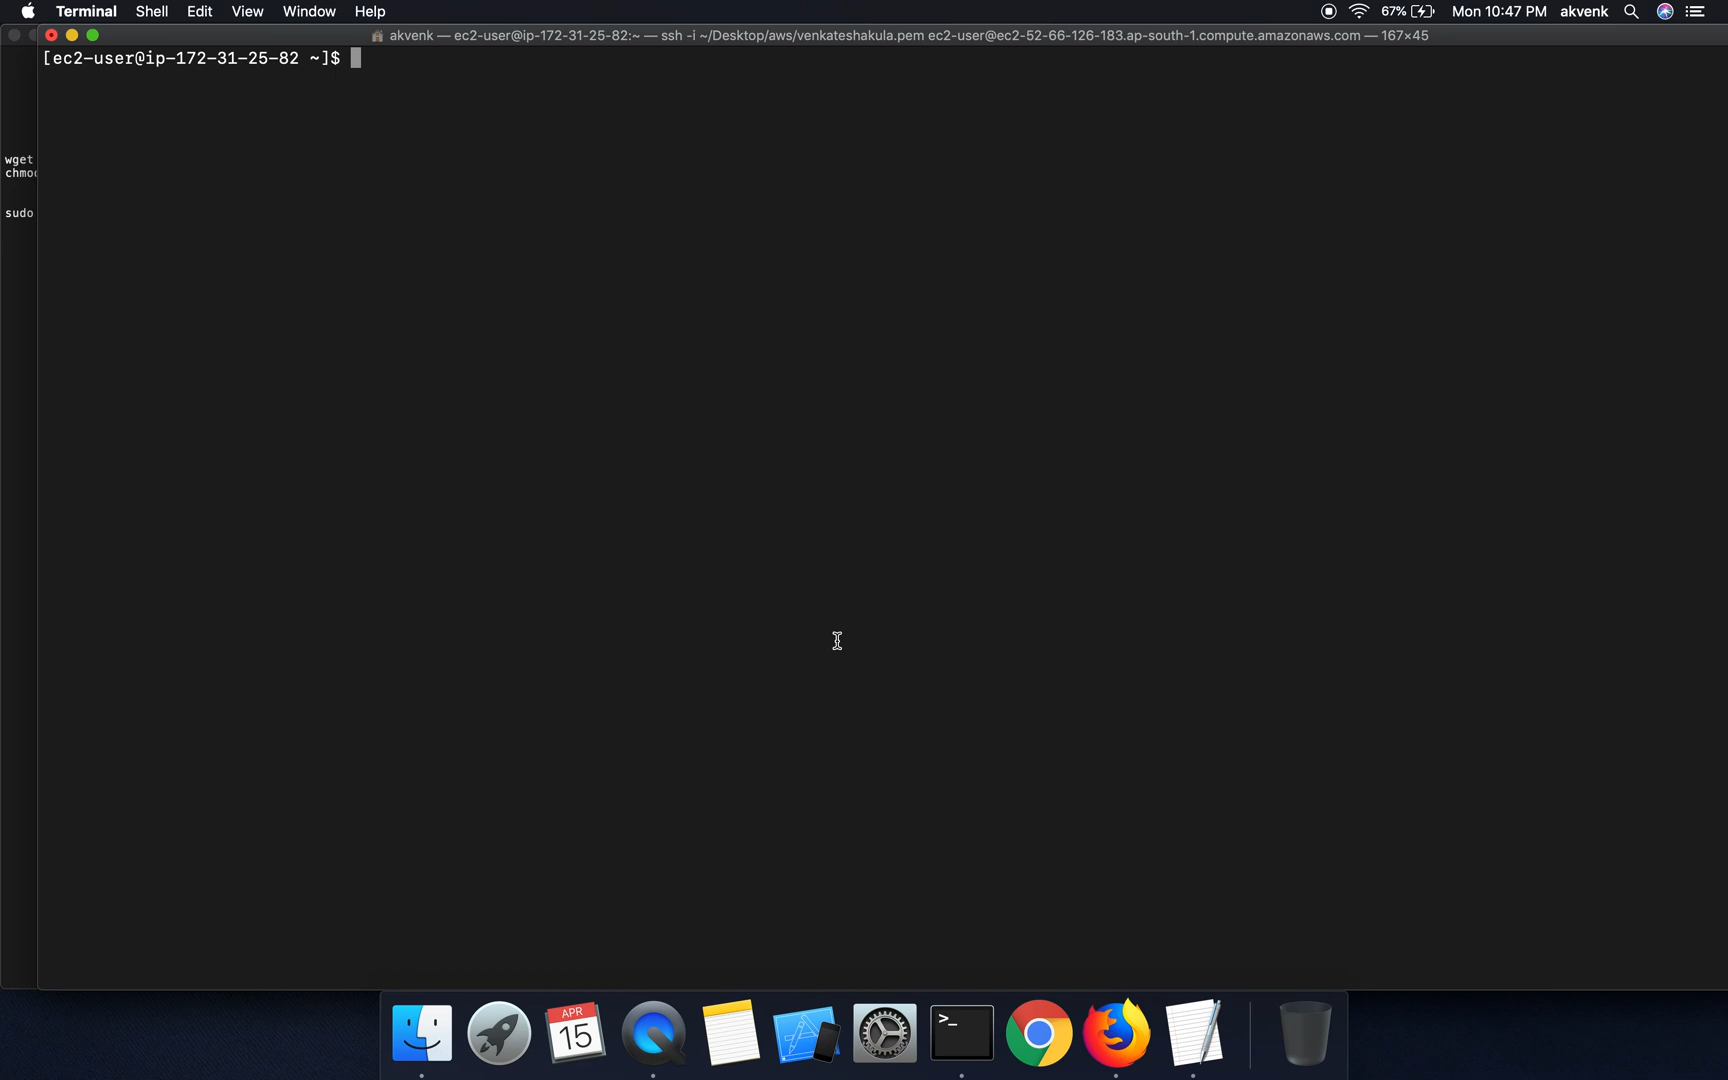 Terminal Shell Edit View Window Help 67% Mon 10:47 PM akvenk
akvenk — ec2-user@ip-172-31-25-82:~ — ssh -i ~/Desktop/aws/venkateshakula.pem ec2-user@ec2-52-66-126-183.ap-south-1.compute.amazonaws.com — 167×45
[ec2-user@ip-172-31-25-82 ~]$
wget
chmo
sudo
>_
APR
15